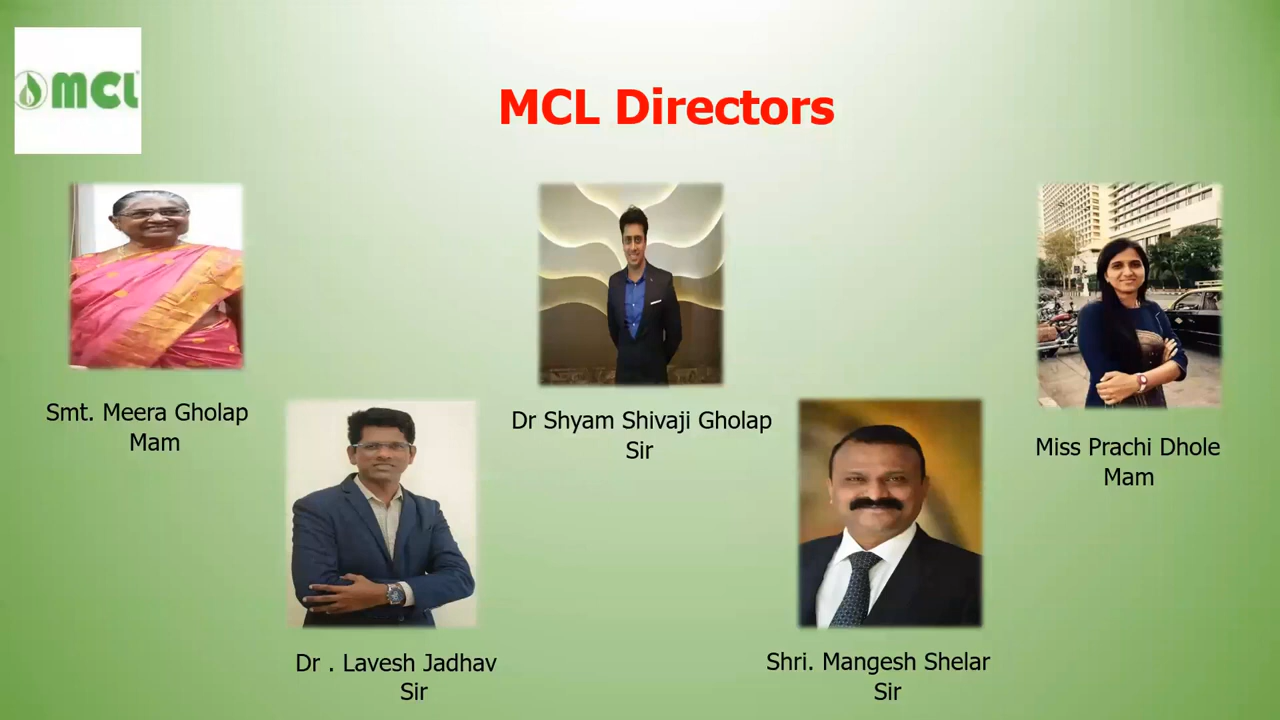 mcl
MCL Directors
Smt. Meera Gholap
Mam
Dr Shyam Shivaji Gholap
Sir
Miss Prachi Dhole
Mam
Dr . Lavesh Jadhav
Sir
Shri. Mangesh Shelar
Sir